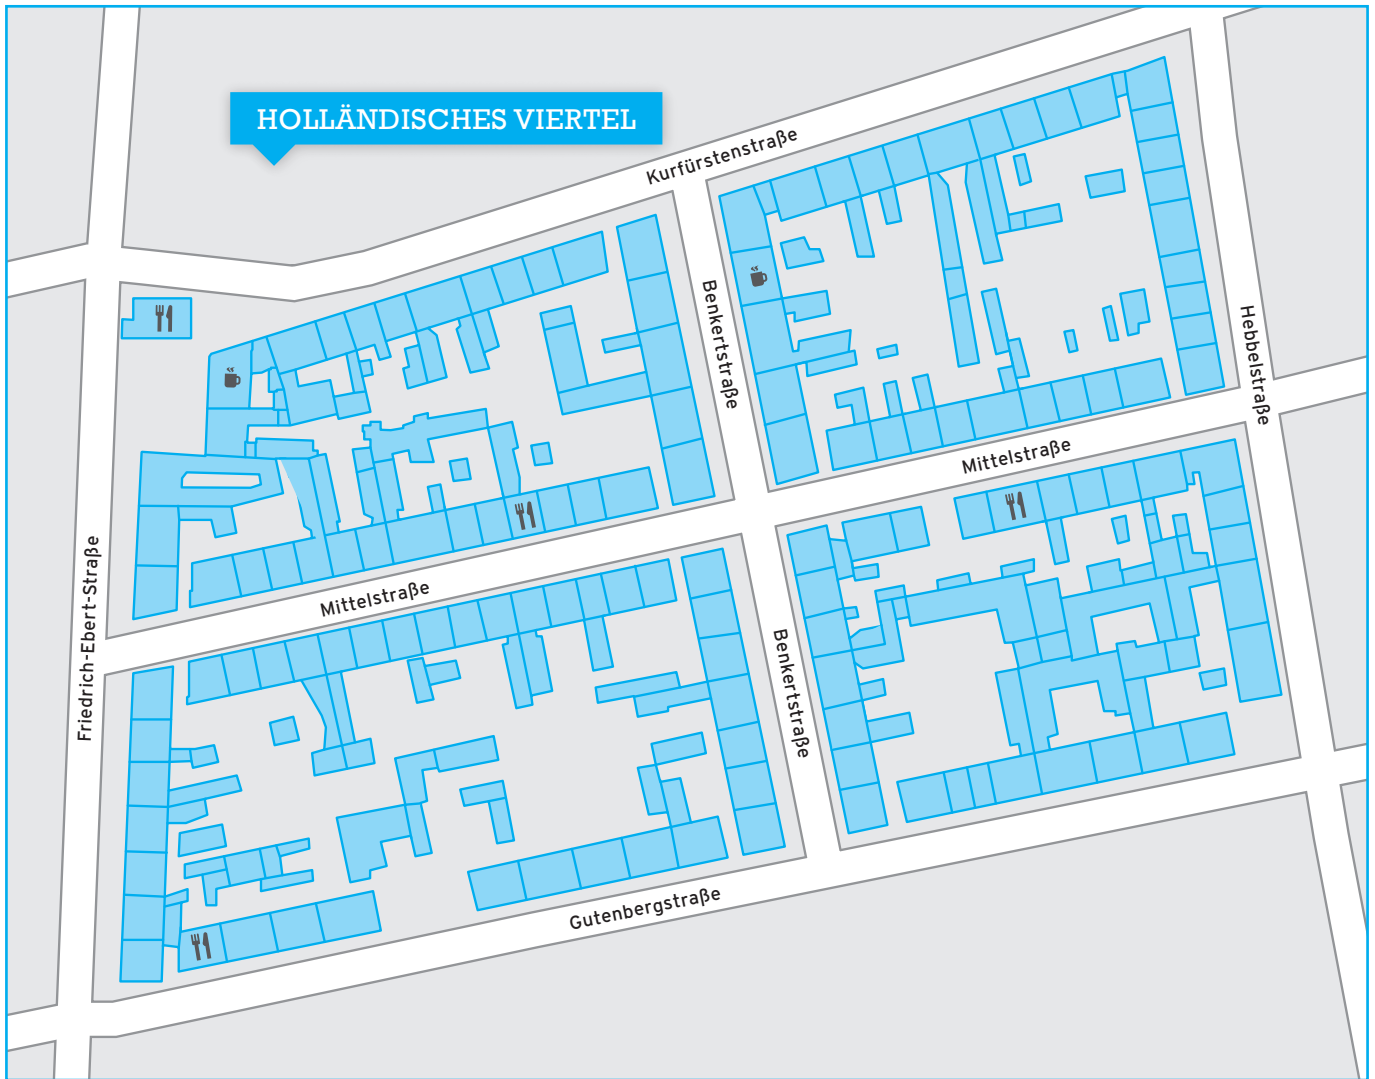 HOLLÄNDISCHES VIERTEL
Kurfürstenstraße
Benkertstraße
Hebbelstraße
Mittelstraße
Mittelstraße
Friedrich-Ebert-Straße
Benkertstraße
Gutenbergstraße